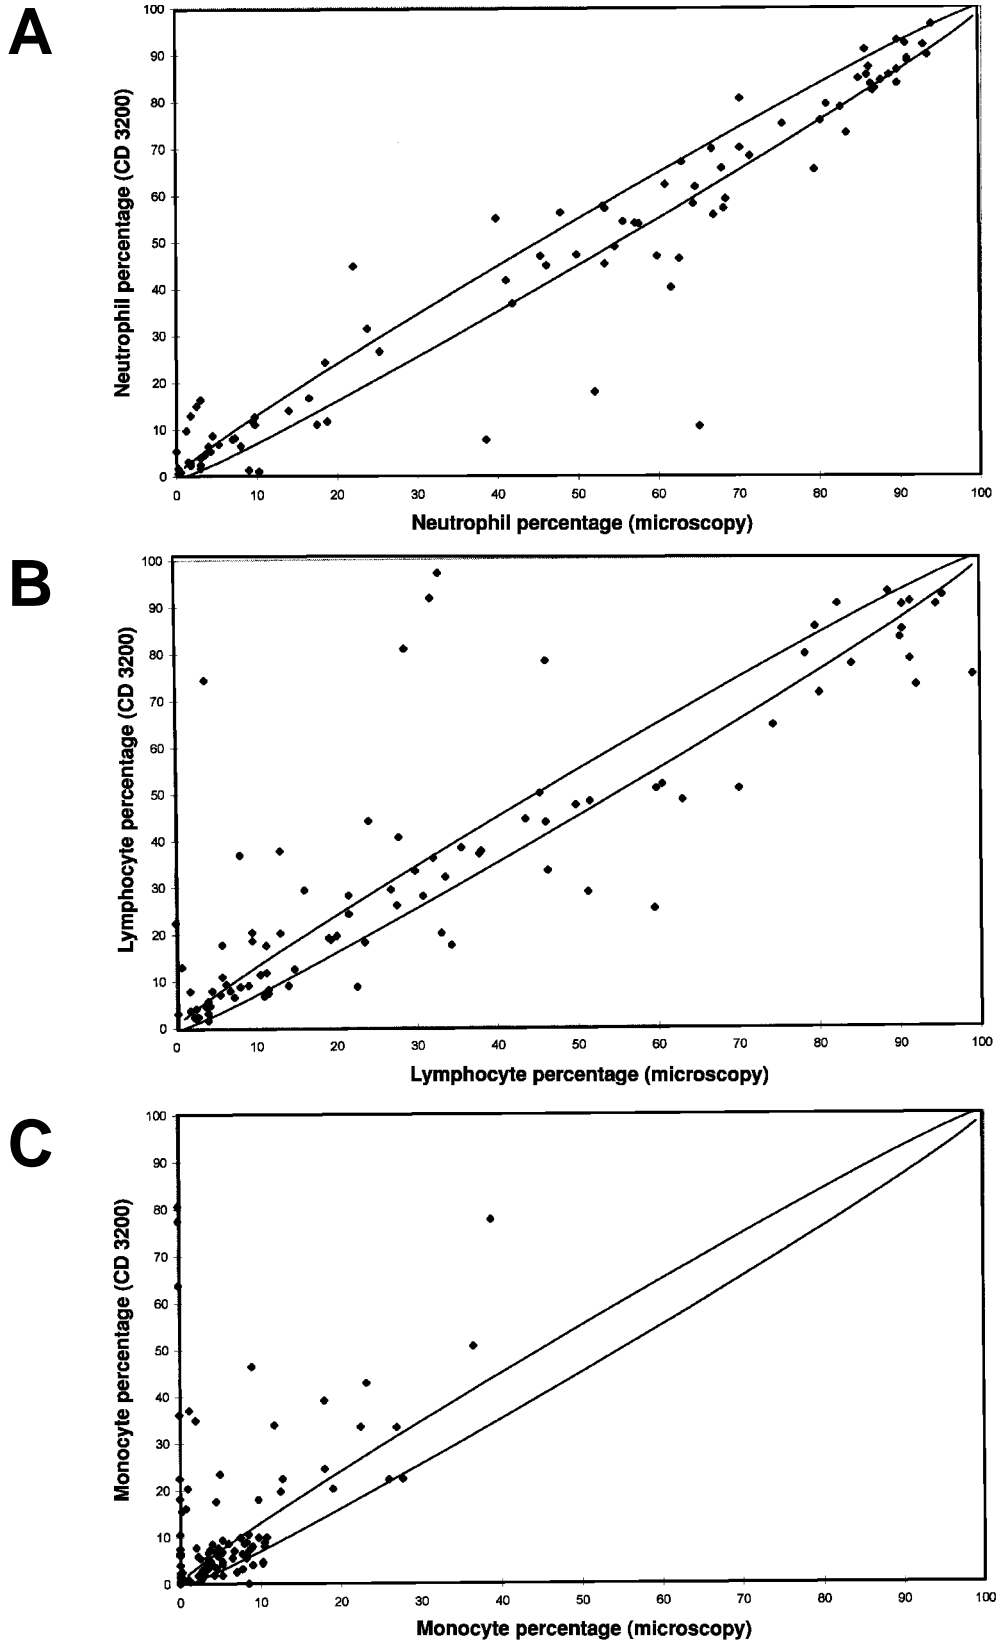 A
Neutrophil percentage (CD 3200)
100
90
80
70
60
50
40
30
20
10
0
0 10 20 30 40 50 60 70 80 90 100
Neutrophil percentage (microscopy)
B
Lymphocyte percentage (CD 3200)
100
90
80
70
60
50
40
30
20
10
0
0 10 20 30 40 50 60 70 80 90 100
Lymphocyte percentage (microscopy)
C
Monocyte percentage (CD 3200)
100
90
80
70
60
50
40
30
20
10
0
0 10 20 30 40 50 60 70 80 90 100
Monocyte percentage (microscopy)